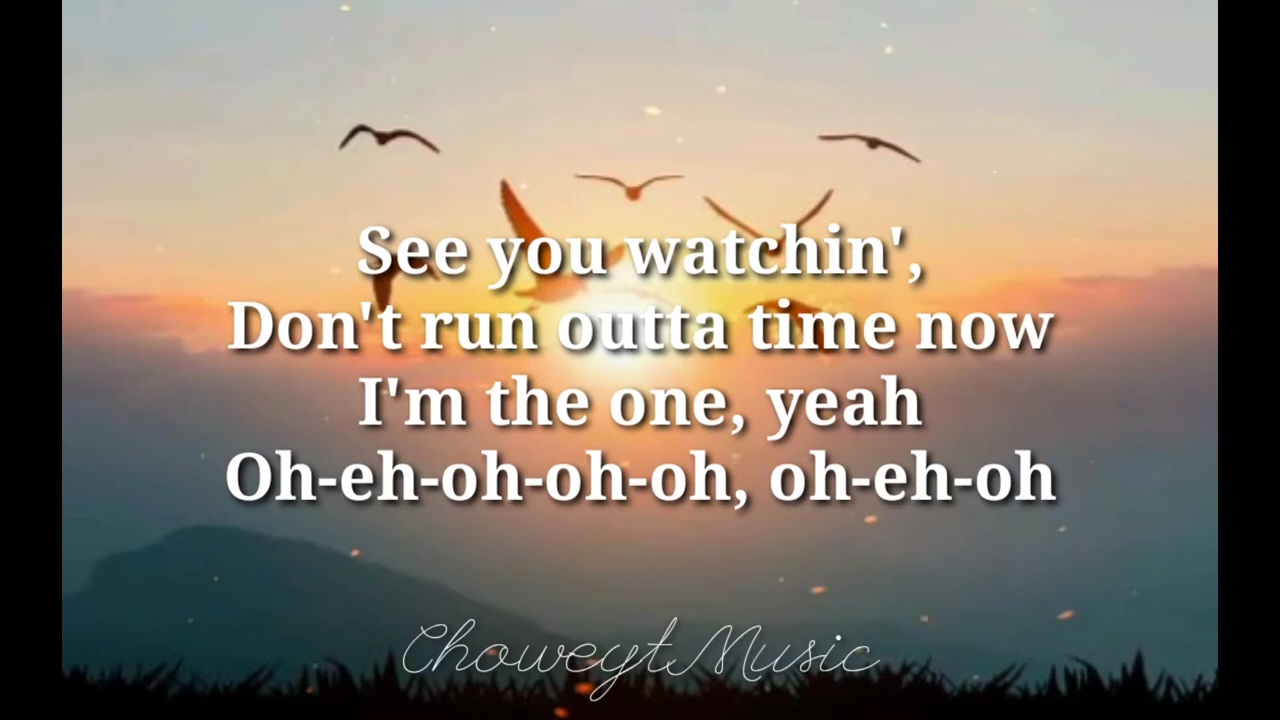 See you watchin',
Don't run outta time now
I'm the one, yeah
Oh-eh-oh-oh-oh, oh-eh-oh
ChoweytMusic